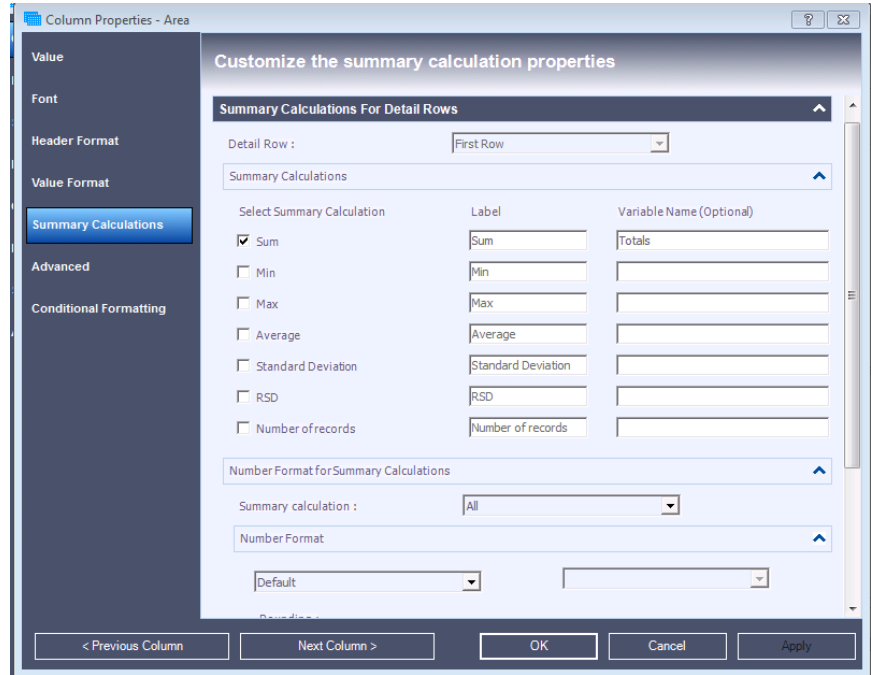 Column Properties - Area
Value
Font
Header Format
Value Format
Summary Calculations
Advanced
Conditional Formatting
Customize the summary calculation properties
Summary Calculations For Detail Rows
Detail Row : First Row
Summary Calculations
Select Summary Calculation Label Variable Name (Optional)
Sum Sum Totals
Min Min
Max Max
Average Average
Standard Deviation Standard Deviation
RSD RSD
Number of records Number of records
Number Format for Summary Calculations
Summary calculation : All
Number Format
Default
Rounding :
< Previous Column Next Column > OK Cancel Apply